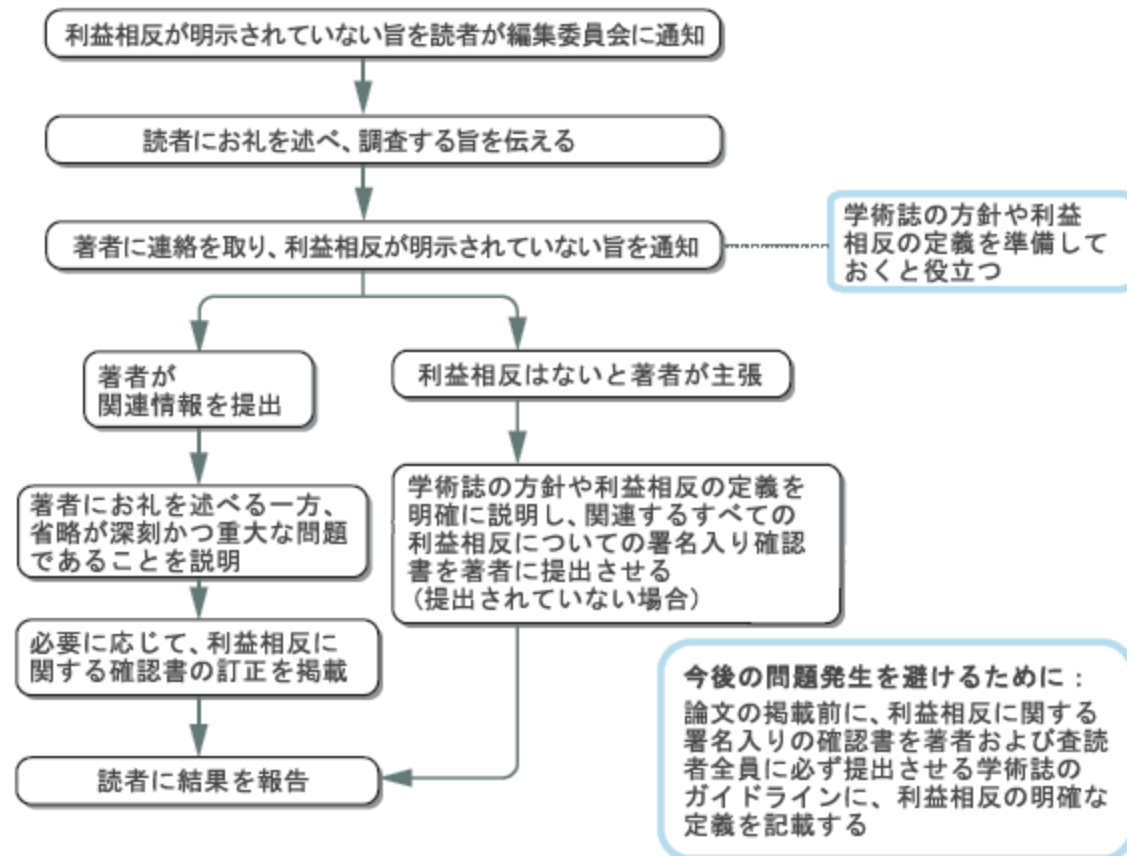 利益相反が明示されていない旨を読者が編集委員会に通知
読者にお礼を述べ、調査する旨を伝える
著者に連絡を取り、利益相反が明示されていない旨を通知
学術誌の方針や利益
相反の定義を準備して
おくと役立つ
著者が
関連情報を提出
利益相反はないと著者が主張
著者にお礼を述べる一方、
省略が深刻かつ重大な問題
であることを説明
学術誌の方針や利益相反の定義を
明確に説明し、関連するすべての
利益相反についての署名入り確認
書を著者に提出させる
（提出されていない場合）
必要に応じて、利益相反に
関する確認書の訂正を掲載
読者に結果を報告
今後の問題発生を避けるために：
論文の掲載前に、利益相反に関する
署名入りの確認書を著者および査読
者全員に必ず提出させる学術誌の
ガイドラインに、利益相反の明確な
定義を記載する